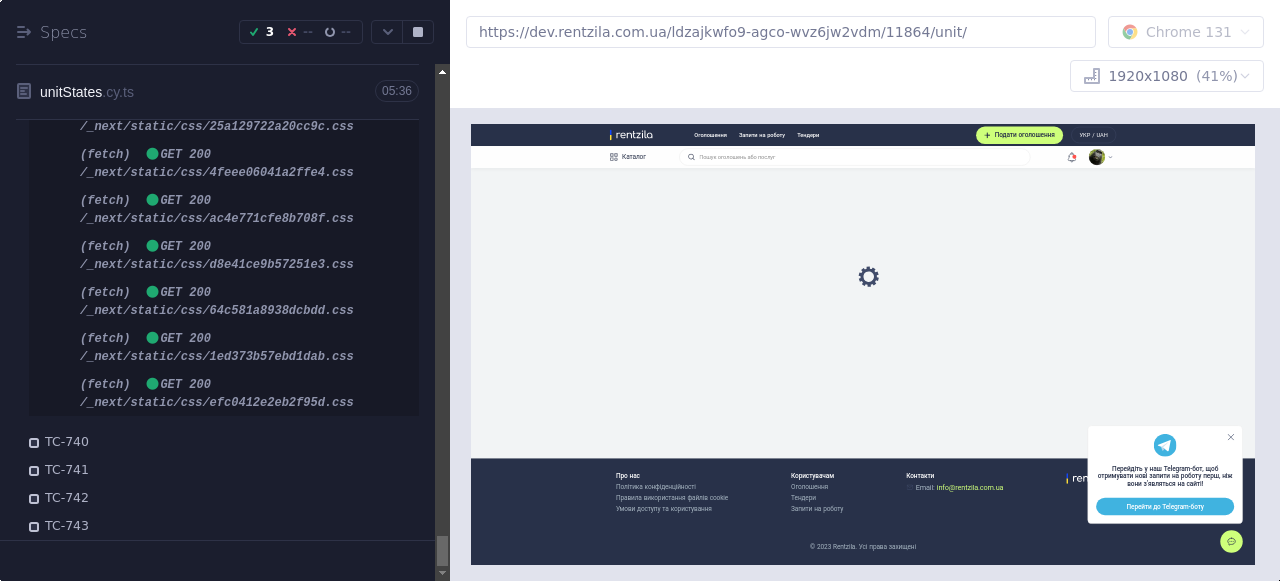 Specs
3
--
--
unitStates.cy.ts
05:36
/_next/static/css/25a129722a20cc9c.css
(fetch) GET 200
/_next/static/css/4feee06041a2ffe4.css
(fetch) GET 200
/_next/static/css/ac4e771cfe8b708f.css
(fetch) GET 200
/_next/static/css/d8e41ce9b57251e3.css
(fetch) GET 200
/_next/static/css/64c581a8938dcbdd.css
(fetch) GET 200
/_next/static/css/1ed373b57ebd1dab.css
(fetch) GET 200
/_next/static/css/efc0412e2eb2f95d.css
TC-740
TC-741
TC-742
TC-743
https://dev.rentzila.com.ua/ldzajkwfo9-agco-wvz6jw2vdm/11864/unit/
Chrome 131
1920x1080 (41%)
rentzila
Оголошення
Запити на роботу
Тендери
+ Подати оголошення
УКР / UAH
Каталог
Пошук оголошень або послуг
Про нас
Політика конфіденційності
Правила використання файлів cookie
Умови доступу та користування
Користувачам
Оголошення
Тендери
Запити на роботу
Контакти
Email: info@rentzila.com.ua
ren
© 2023 Rentzila. Усі права захищені
Перейдіть у наш Telegram-бот, щоб
отримувати нові запити на роботу перш, ніж
вони з'являться на сайті!
Перейти до Telegram-боту